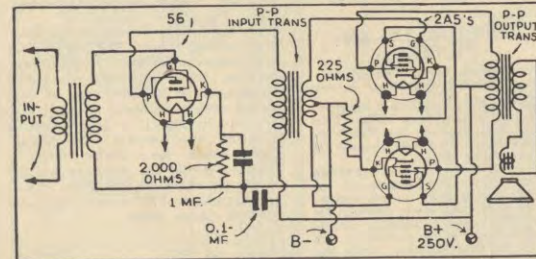 56
P-P
INPUT TRANS
2A5'S
P-P
OUTPUT
TRANS
225
OHMS
IN-
PUT
G
P
K
H
H
P
S
G
K
H
H
H
H
K
P
G
S
2,000
OHMS
1 MF.
0.1-
MF
B-
B+
250V.